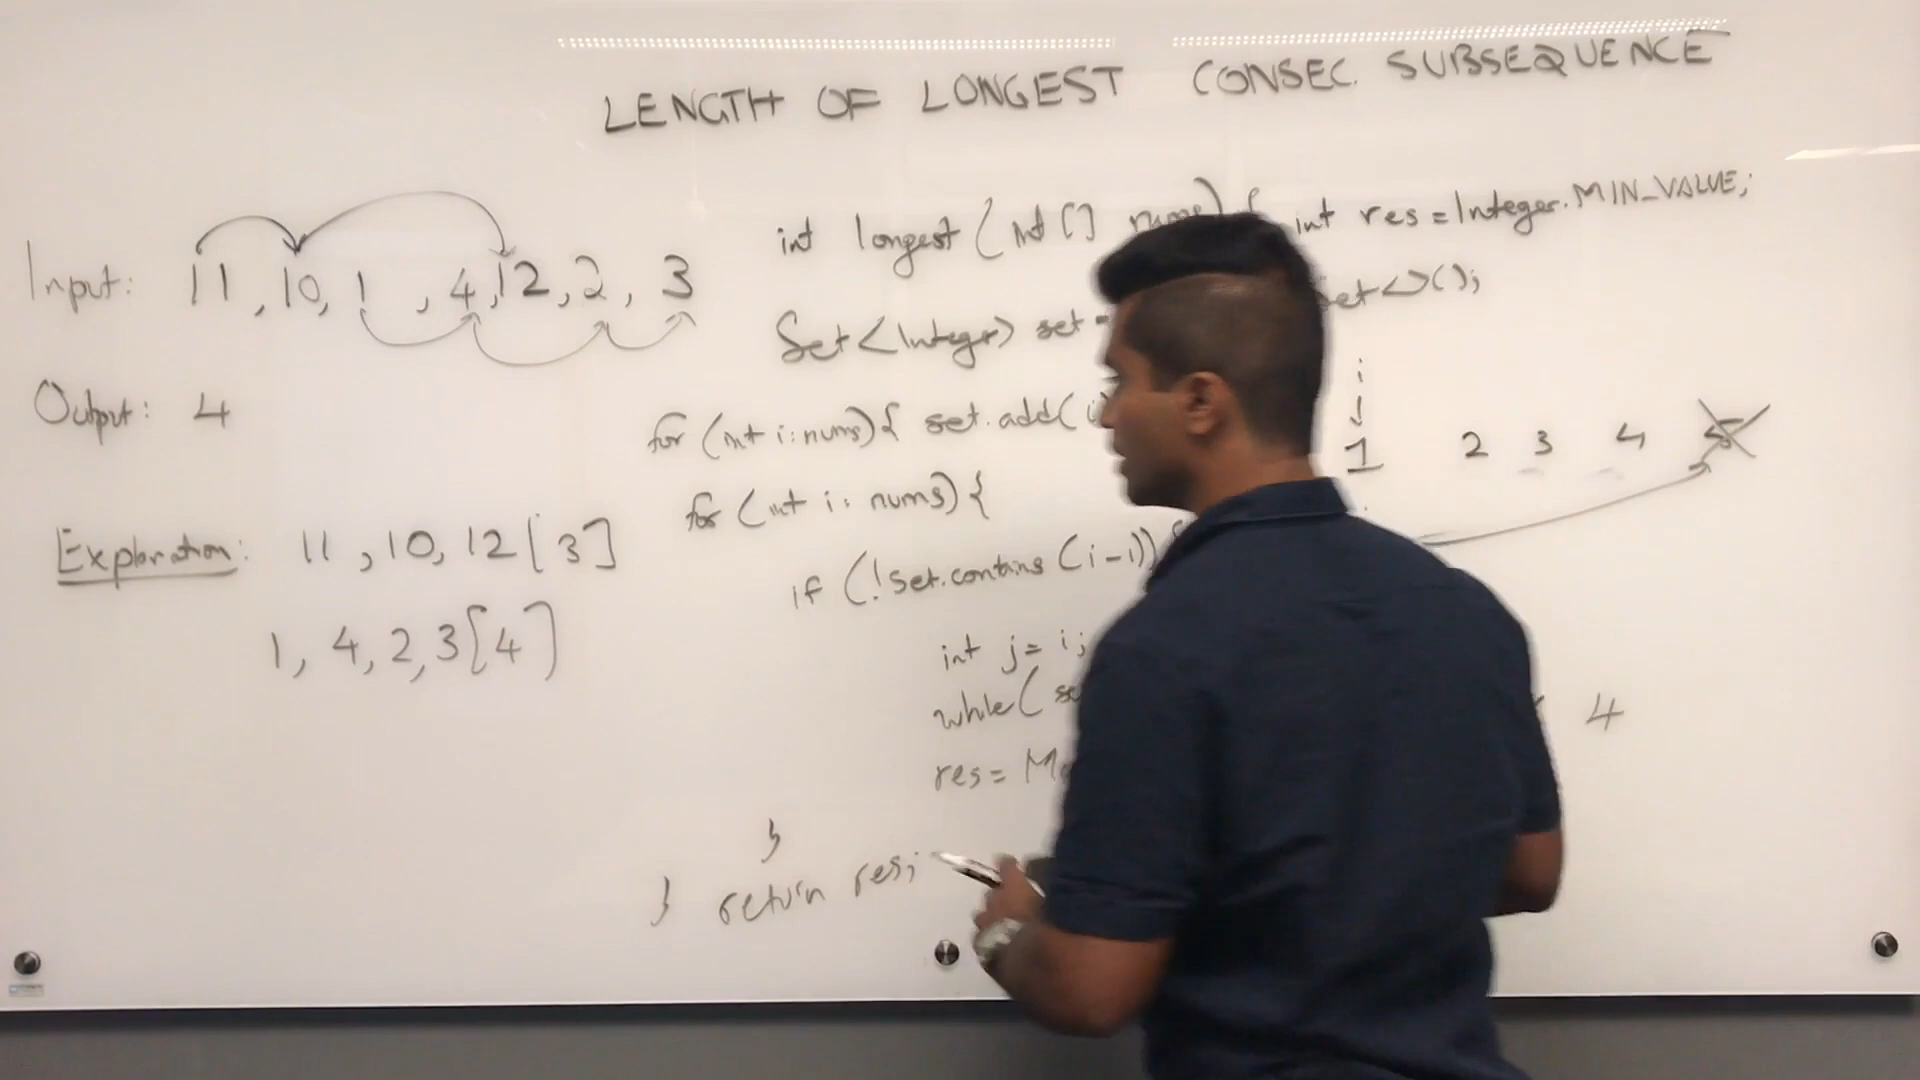 LENGTH OF LONGEST CONSEC. SUBSEQUENCE
Input: 11, 10, 1, 4, 12, 2, 3
Output: 4
Explanation: 11, 10, 12 [3]
1, 4, 2, 3 [4]
int longest (int [] nums) { int res = Integer.MIN_VALUE;
Set<Integer> set = Set<>();
for (int i: nums) { set.add(i
for (int i: nums) {
if (!set.contains (i-1))
int j = i;
while (
res =
}
} return res;
i
1 2 3 4 5
4